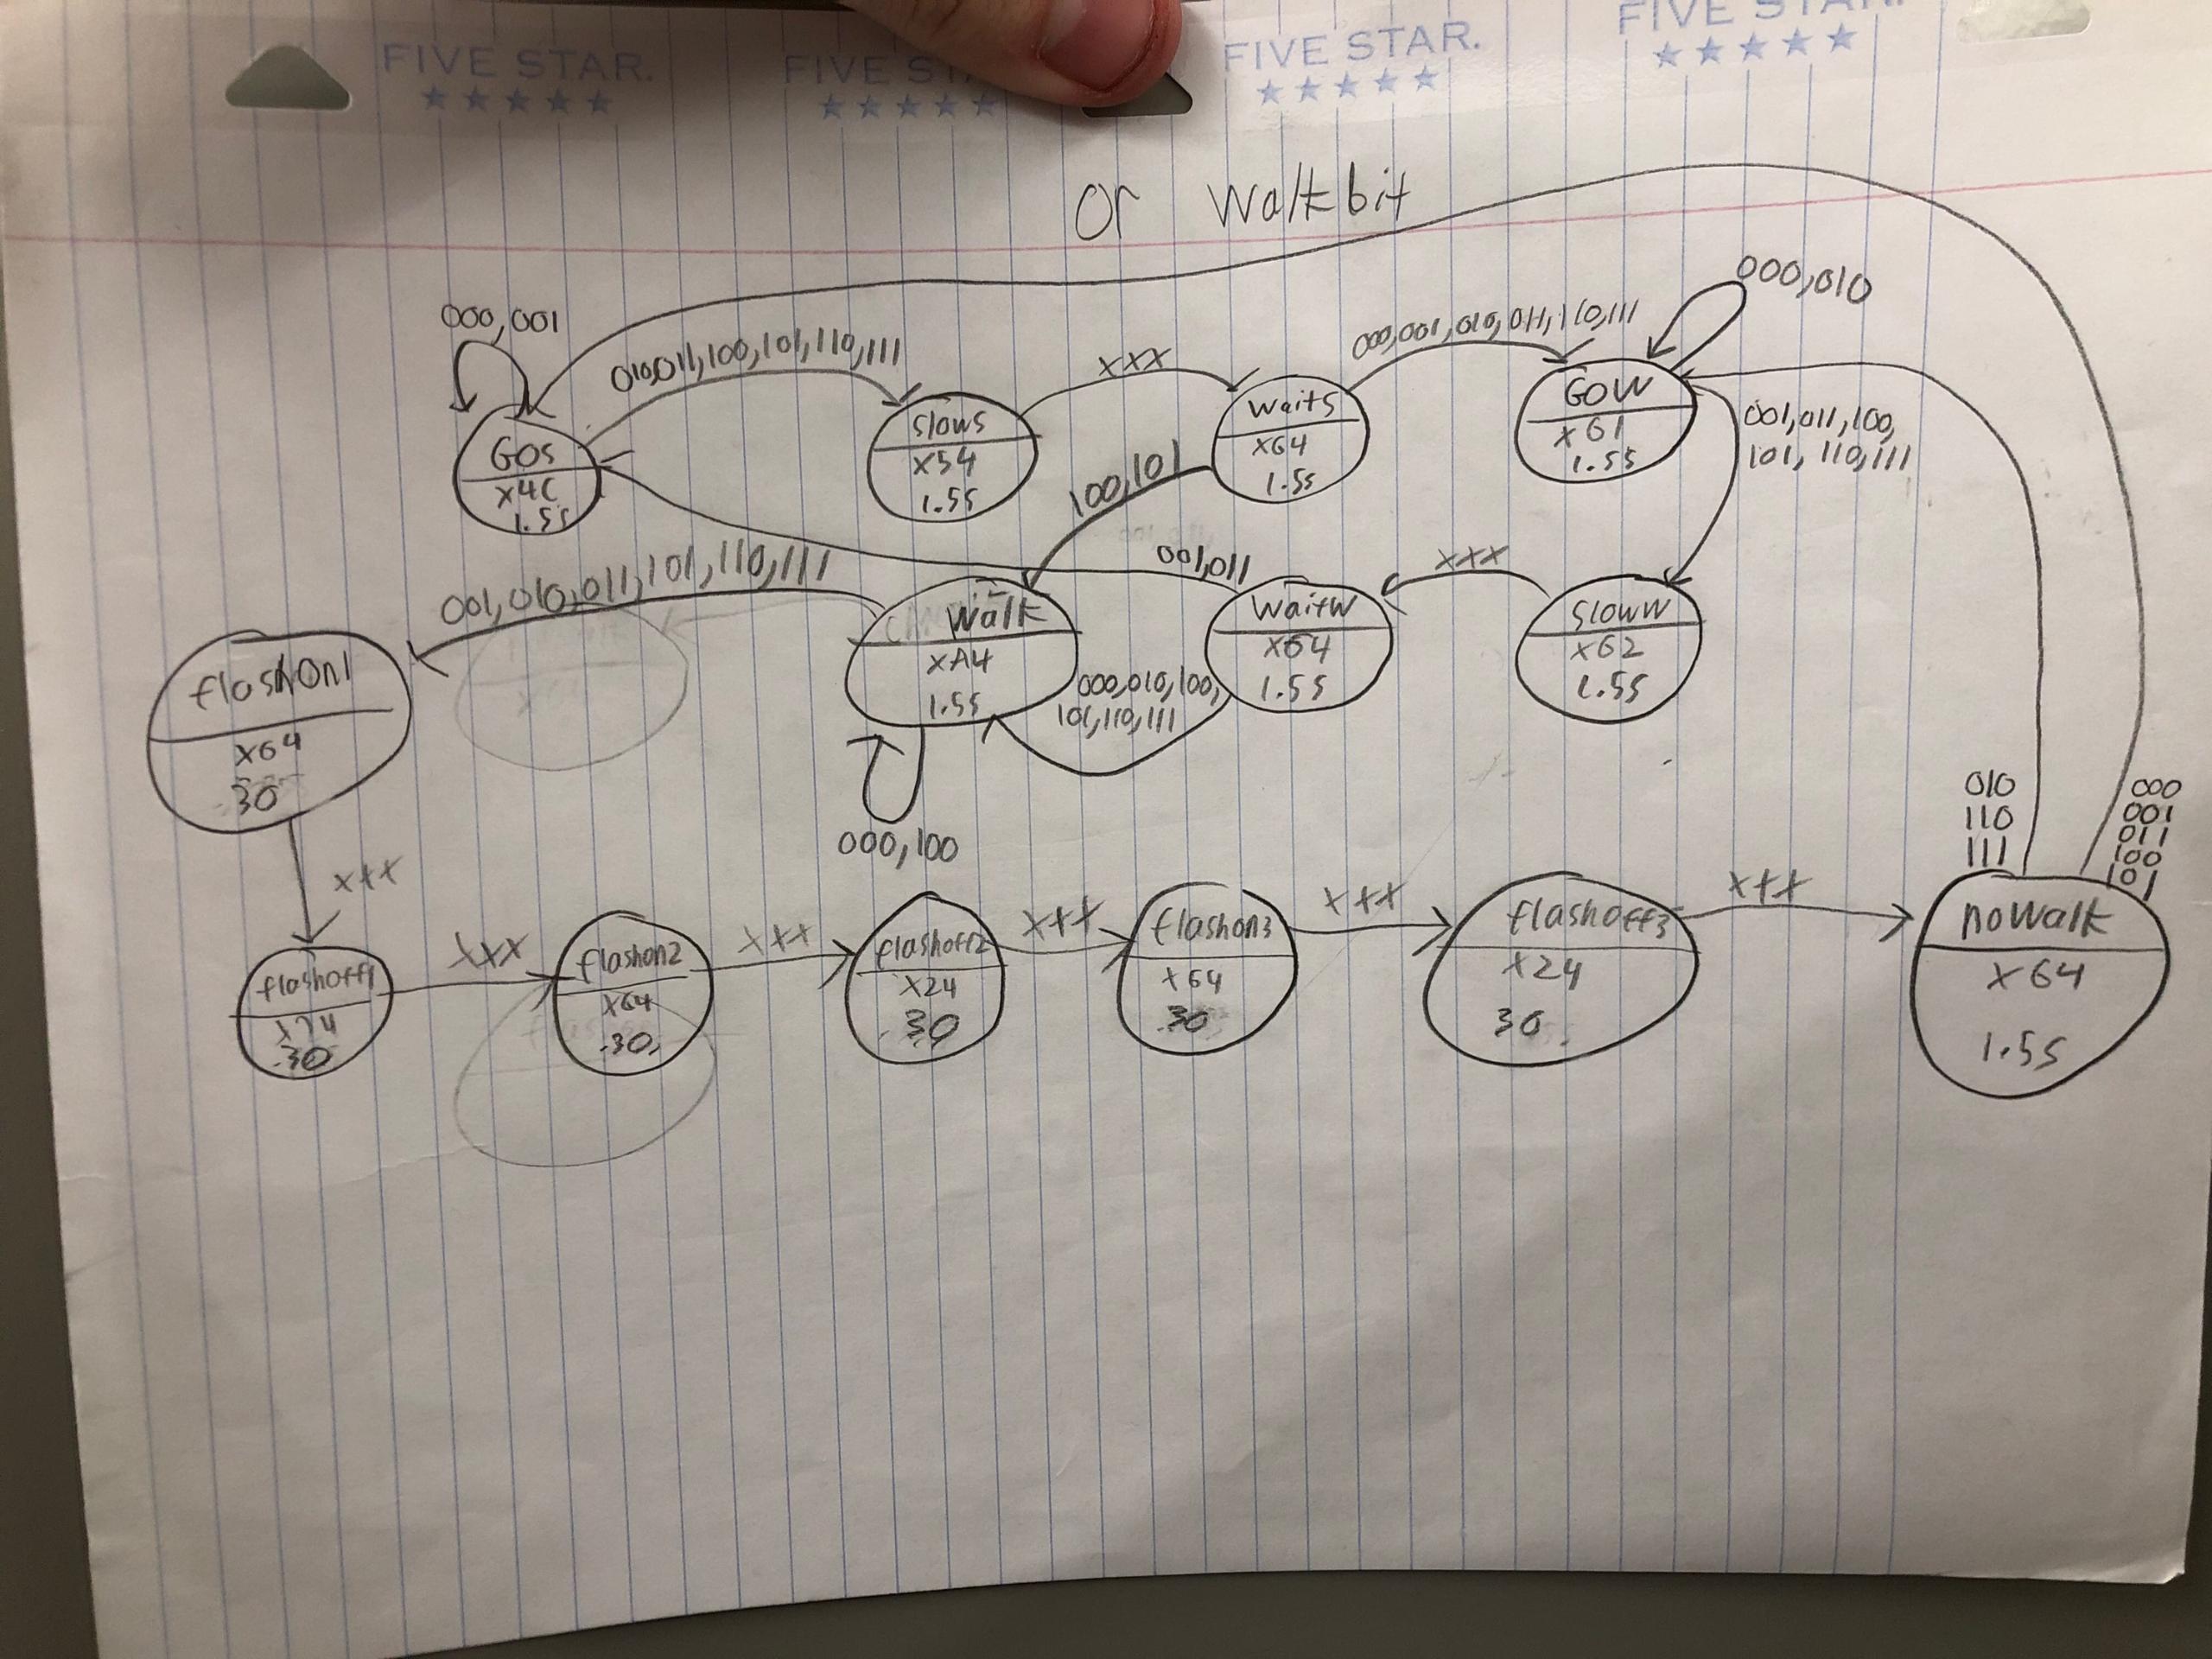 FIVE STAR.
FIVE STAR.
FIVE STAR.
or walkbit
000,001
010,011,100,101,110,111
xxx
000,001,010,011,110,111
000,010
GoS
x4C
1.5s
slowS
x54
1.5s
waitS
x64
1.5s
GoW
x61
1.5s
001,011,100,
101, 110,111
100,101
001,010,011,101,110,111
001,011
xxx
flashOn1
x64
30
walk
xA4
1.5s
000,010,100,
101,110,111
waitW
x64
1.5s
slowW
x62
1.5s
000,100
xxx
010
110
111
000
001
011
100
101
flashoff1
x24
.30
xxx
flashon2
x64
.30
xxx
flashoff2
x24
.30
xxx
flashon3
x64
.30
xxx
flashoff3
x24
30
xxx
noWalk
x64
1.5s